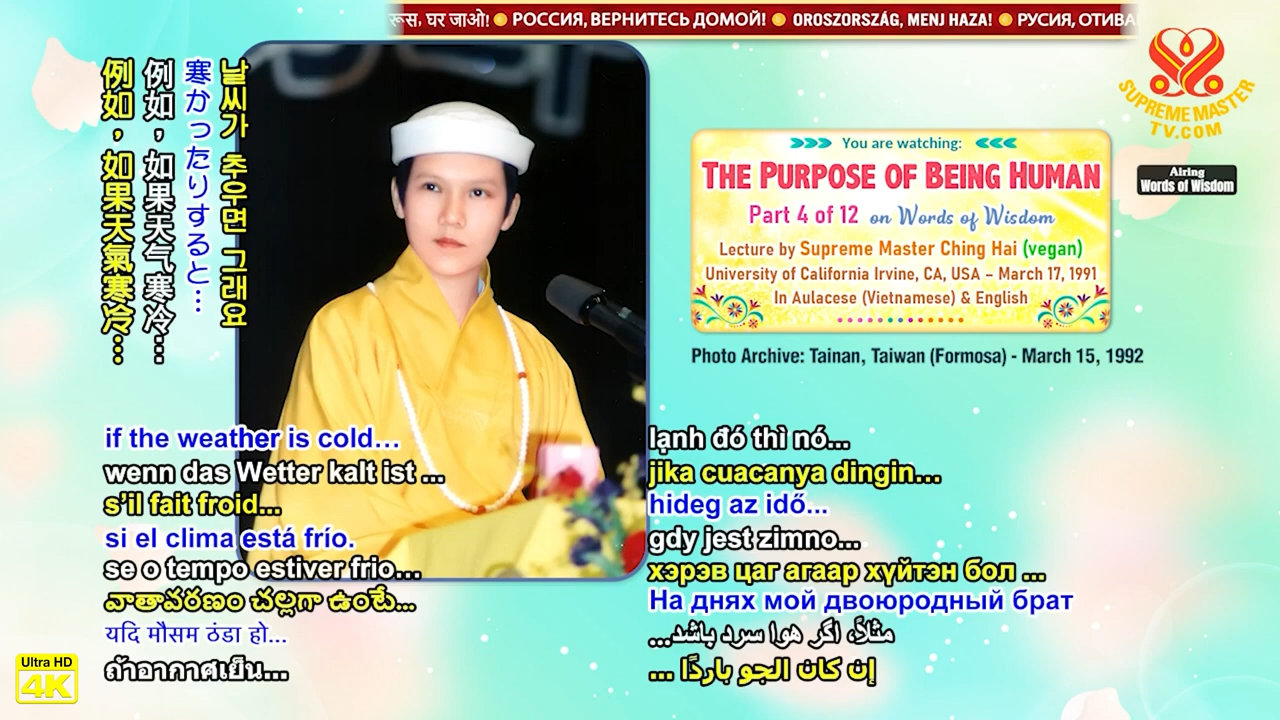 रूस, घर जाओ! РОССИЯ, ВЕРНИТЕСЬ ДОМОЙ! OROSZORSZÁG, MENJ HAZA! РУСИЯ, ОТИВА
SUPREME MASTER
TV.COM
Airing
Words of Wisdom
You are watching:
THE PURPOSE OF BEING HUMAN
Part 4 of 12 on Words of Wisdom
Lecture by Supreme Master Ching Hai (vegan)
University of California Irvine, CA, USA – March 17, 1991
In Aulacese (Vietnamese) & English
Photo Archive: Tainan, Taiwan (Formosa) - March 15, 1992
날씨가 추우면 그래요
寒かったりすると…
例如，如果天气寒冷…
例如，如果天氣寒冷…
if the weather is cold…
wenn das Wetter kalt ist ...
s’il fait froid...
si el clima está frío.
se o tempo estiver frio…
వాతావరణం చల్లగా ఉంటే...
यदि मौसम ठंडा हो...
ถ้าอากาศเย็น...
lạnh đó thì nó...
jika cuacanya dingin...
hideg az idő...
gdy jest zimno...
хэрэв цаг агаар хүйтэн бол ...
На днях мой двоюродный брат
مثلاً، اگر هوا سرد باشد...
إن كان الجو باردًا ...
Ultra HD
4K